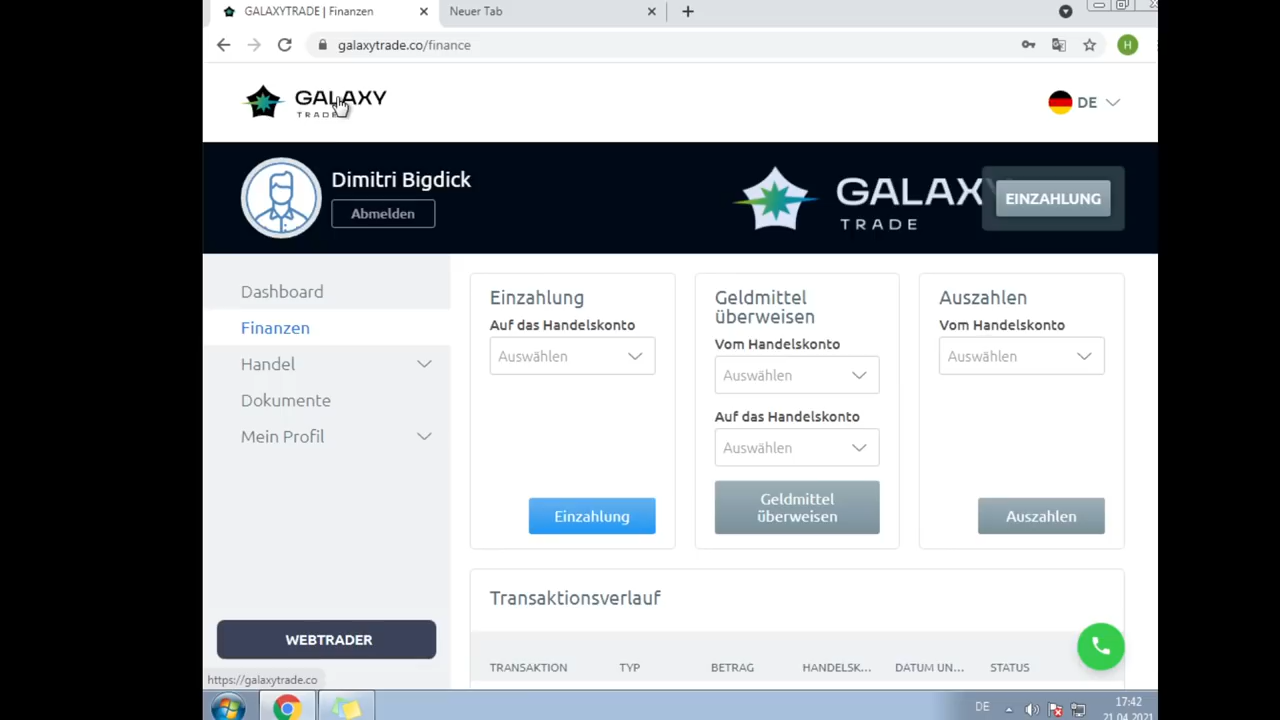 GALAXYTRADE | Finanzen
Neuer Tab
galaxytrade.co/finance
H
GALAXY
TRADE
DE
Dimitri Bigdick
Abmelden
GALAXY
TRADE
EINZAHLUNG
Dashboard
Finanzen
Handel
Dokumente
Mein Profil
WEBTRADER
Einzahlung
Auf das Handelskonto
Auswählen
Einzahlung
Geldmittel
überweisen
Vom Handelskonto
Auswählen
Auf das Handelskonto
Auswählen
Geldmittel
überweisen
Auszahlen
Vom Handelskonto
Auswählen
Auszahlen
Transaktionsverlauf
TRANSAKTION TYP BETRAG HANDELSK... DATUM UN... STATUS
https://galaxytrade.co
DE
17:42
21.04.2021